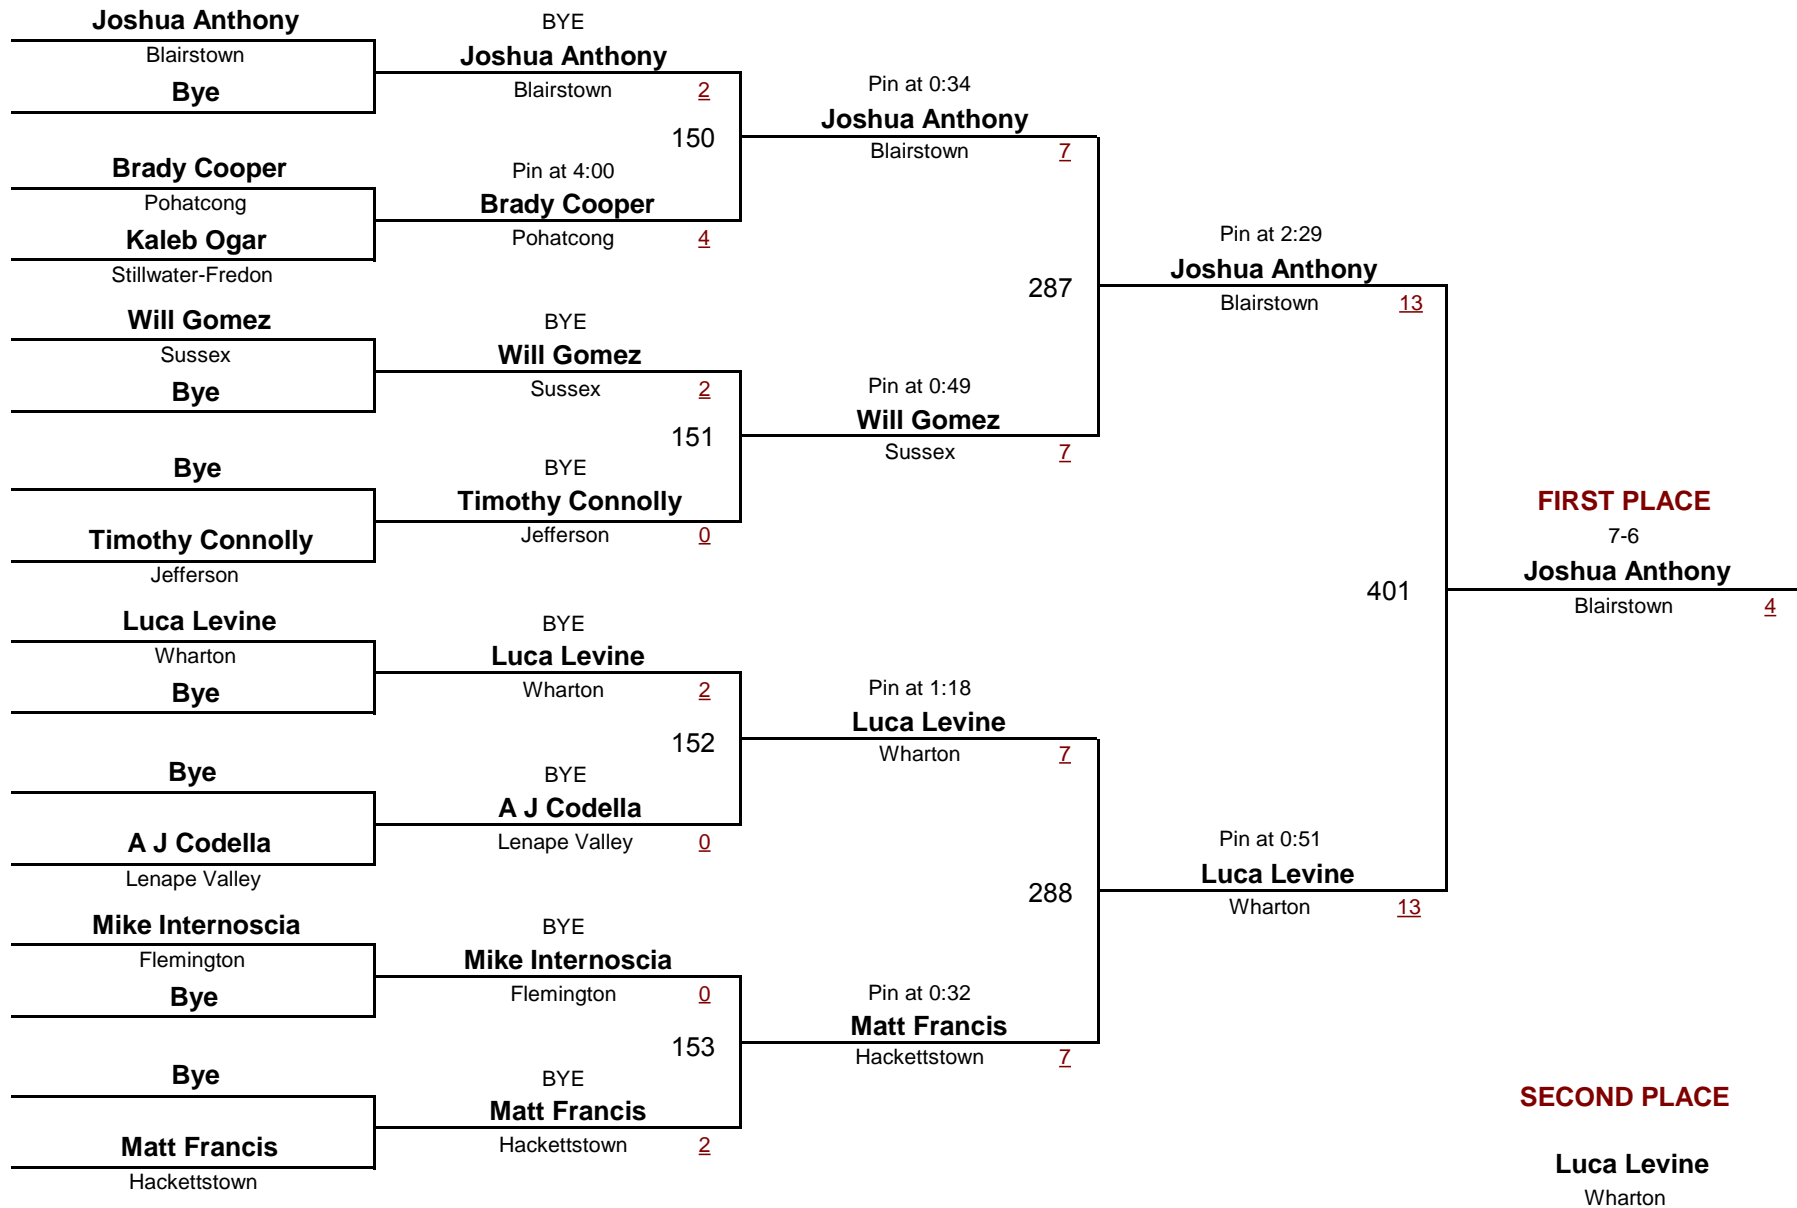 Joshua Anthony
Blairstown
Bye
Brady Cooper
Pohatcong
Kaleb Ogar
Stillwater-Fredon
Will Gomez
Sussex
Bye
Bye
Timothy Connolly
Jefferson
Luca Levine
Wharton
Bye
Bye
A J Codella
Lenape Valley
Mike Internoscia
Flemington
Bye
Bye
Matt Francis
Hackettstown
BYE
Joshua Anthony
Blairstown 2
150
Pin at 4:00
Brady Cooper
Pohatcong 4
BYE
Will Gomez
Sussex 2
151
BYE
Timothy Connolly
Jefferson 0
BYE
Luca Levine
Wharton 2
152
BYE
A J Codella
Lenape Valley 0
BYE
Mike Internoscia
Flemington 0
153
BYE
Matt Francis
Hackettstown 2
Pin at 0:34
Joshua Anthony
Blairstown 7
287
Pin at 0:49
Will Gomez
Sussex 7
Pin at 1:18
Luca Levine
Wharton 7
288
Pin at 0:32
Matt Francis
Hackettstown 7
Pin at 2:29
Joshua Anthony
Blairstown 13
401
Pin at 0:51
Luca Levine
Wharton 13
FIRST PLACE
7-6
Joshua Anthony
Blairstown 4
SECOND PLACE
Luca Levine
Wharton